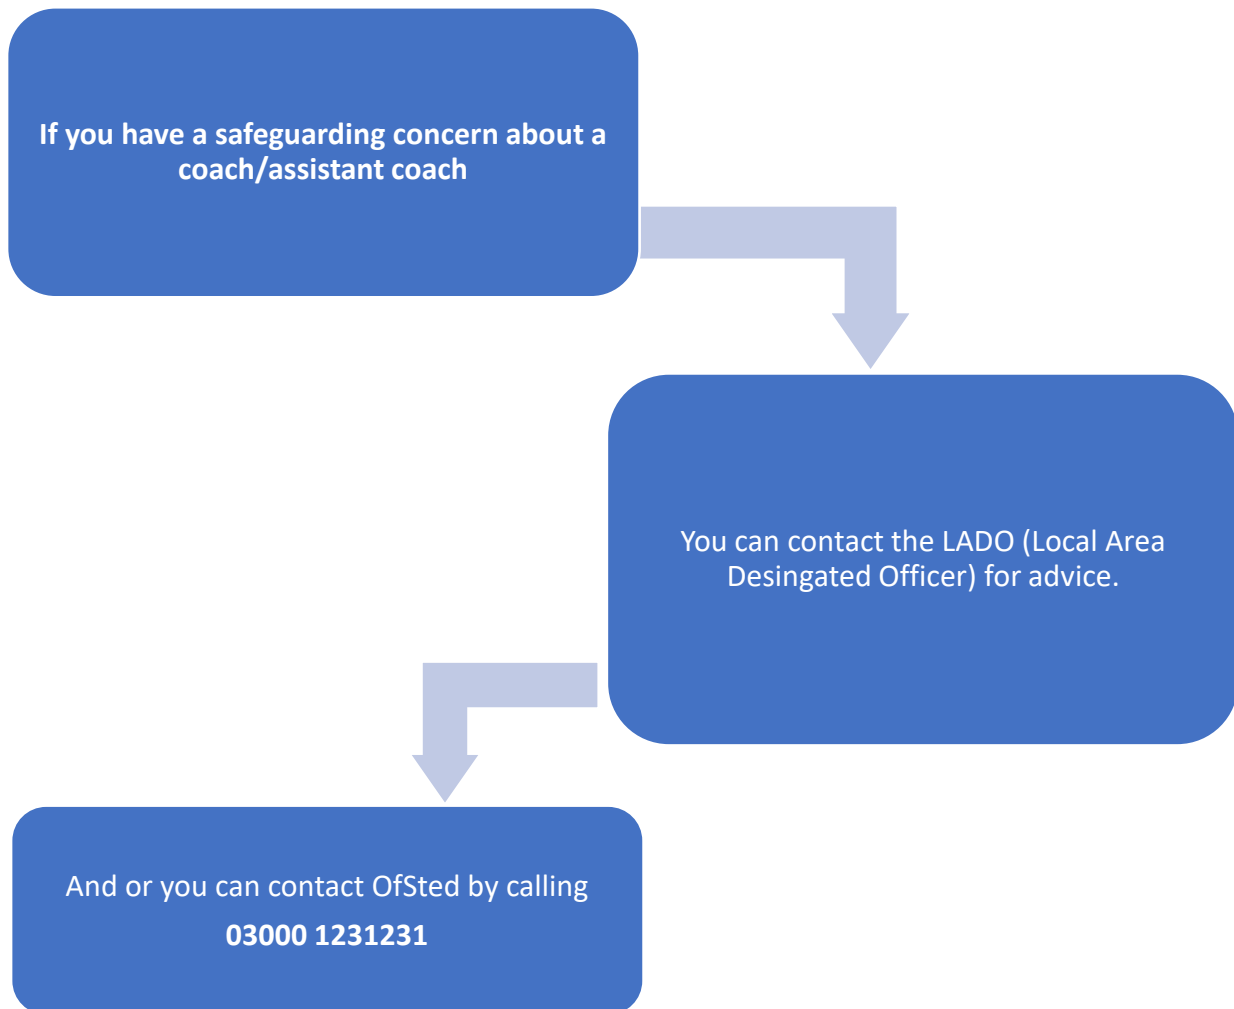 If you have a safeguarding concern about a
coach/assistant coach
You can contact the LADO (Local Area
Desingated Officer) for advice.
And or you can contact OfSted by calling
03000 1231231